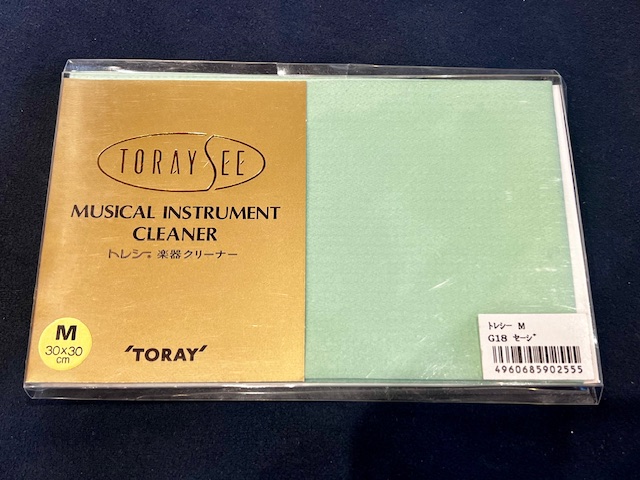 TORAYSEE
MUSICAL INSTRUMENT
CLEANER
トレシー® 楽器クリーナー
M
30×30
cm
'TORAY'
トレシー M
G18 セージ
4960685902555